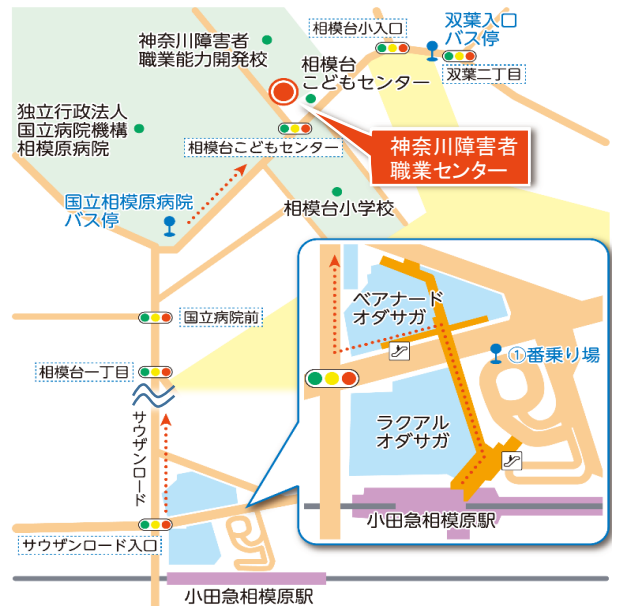 神奈川障害者
職業能力開発校
相模台小入口
双葉入口
バス停
双葉二丁目
相模台
こどもセンター
独立行政法人
国立病院機構
相模原病院
相模台こどもセンター
神奈川障害者
職業センター
国立相模原病院
バス停
相模台小学校
国立病院前
相模台一丁目
サウザンロード
サウザンロード入口
小田急相模原駅
ベアナード
オダサガ
①番乗り場
ラクアル
オダサガ
小田急相模原駅